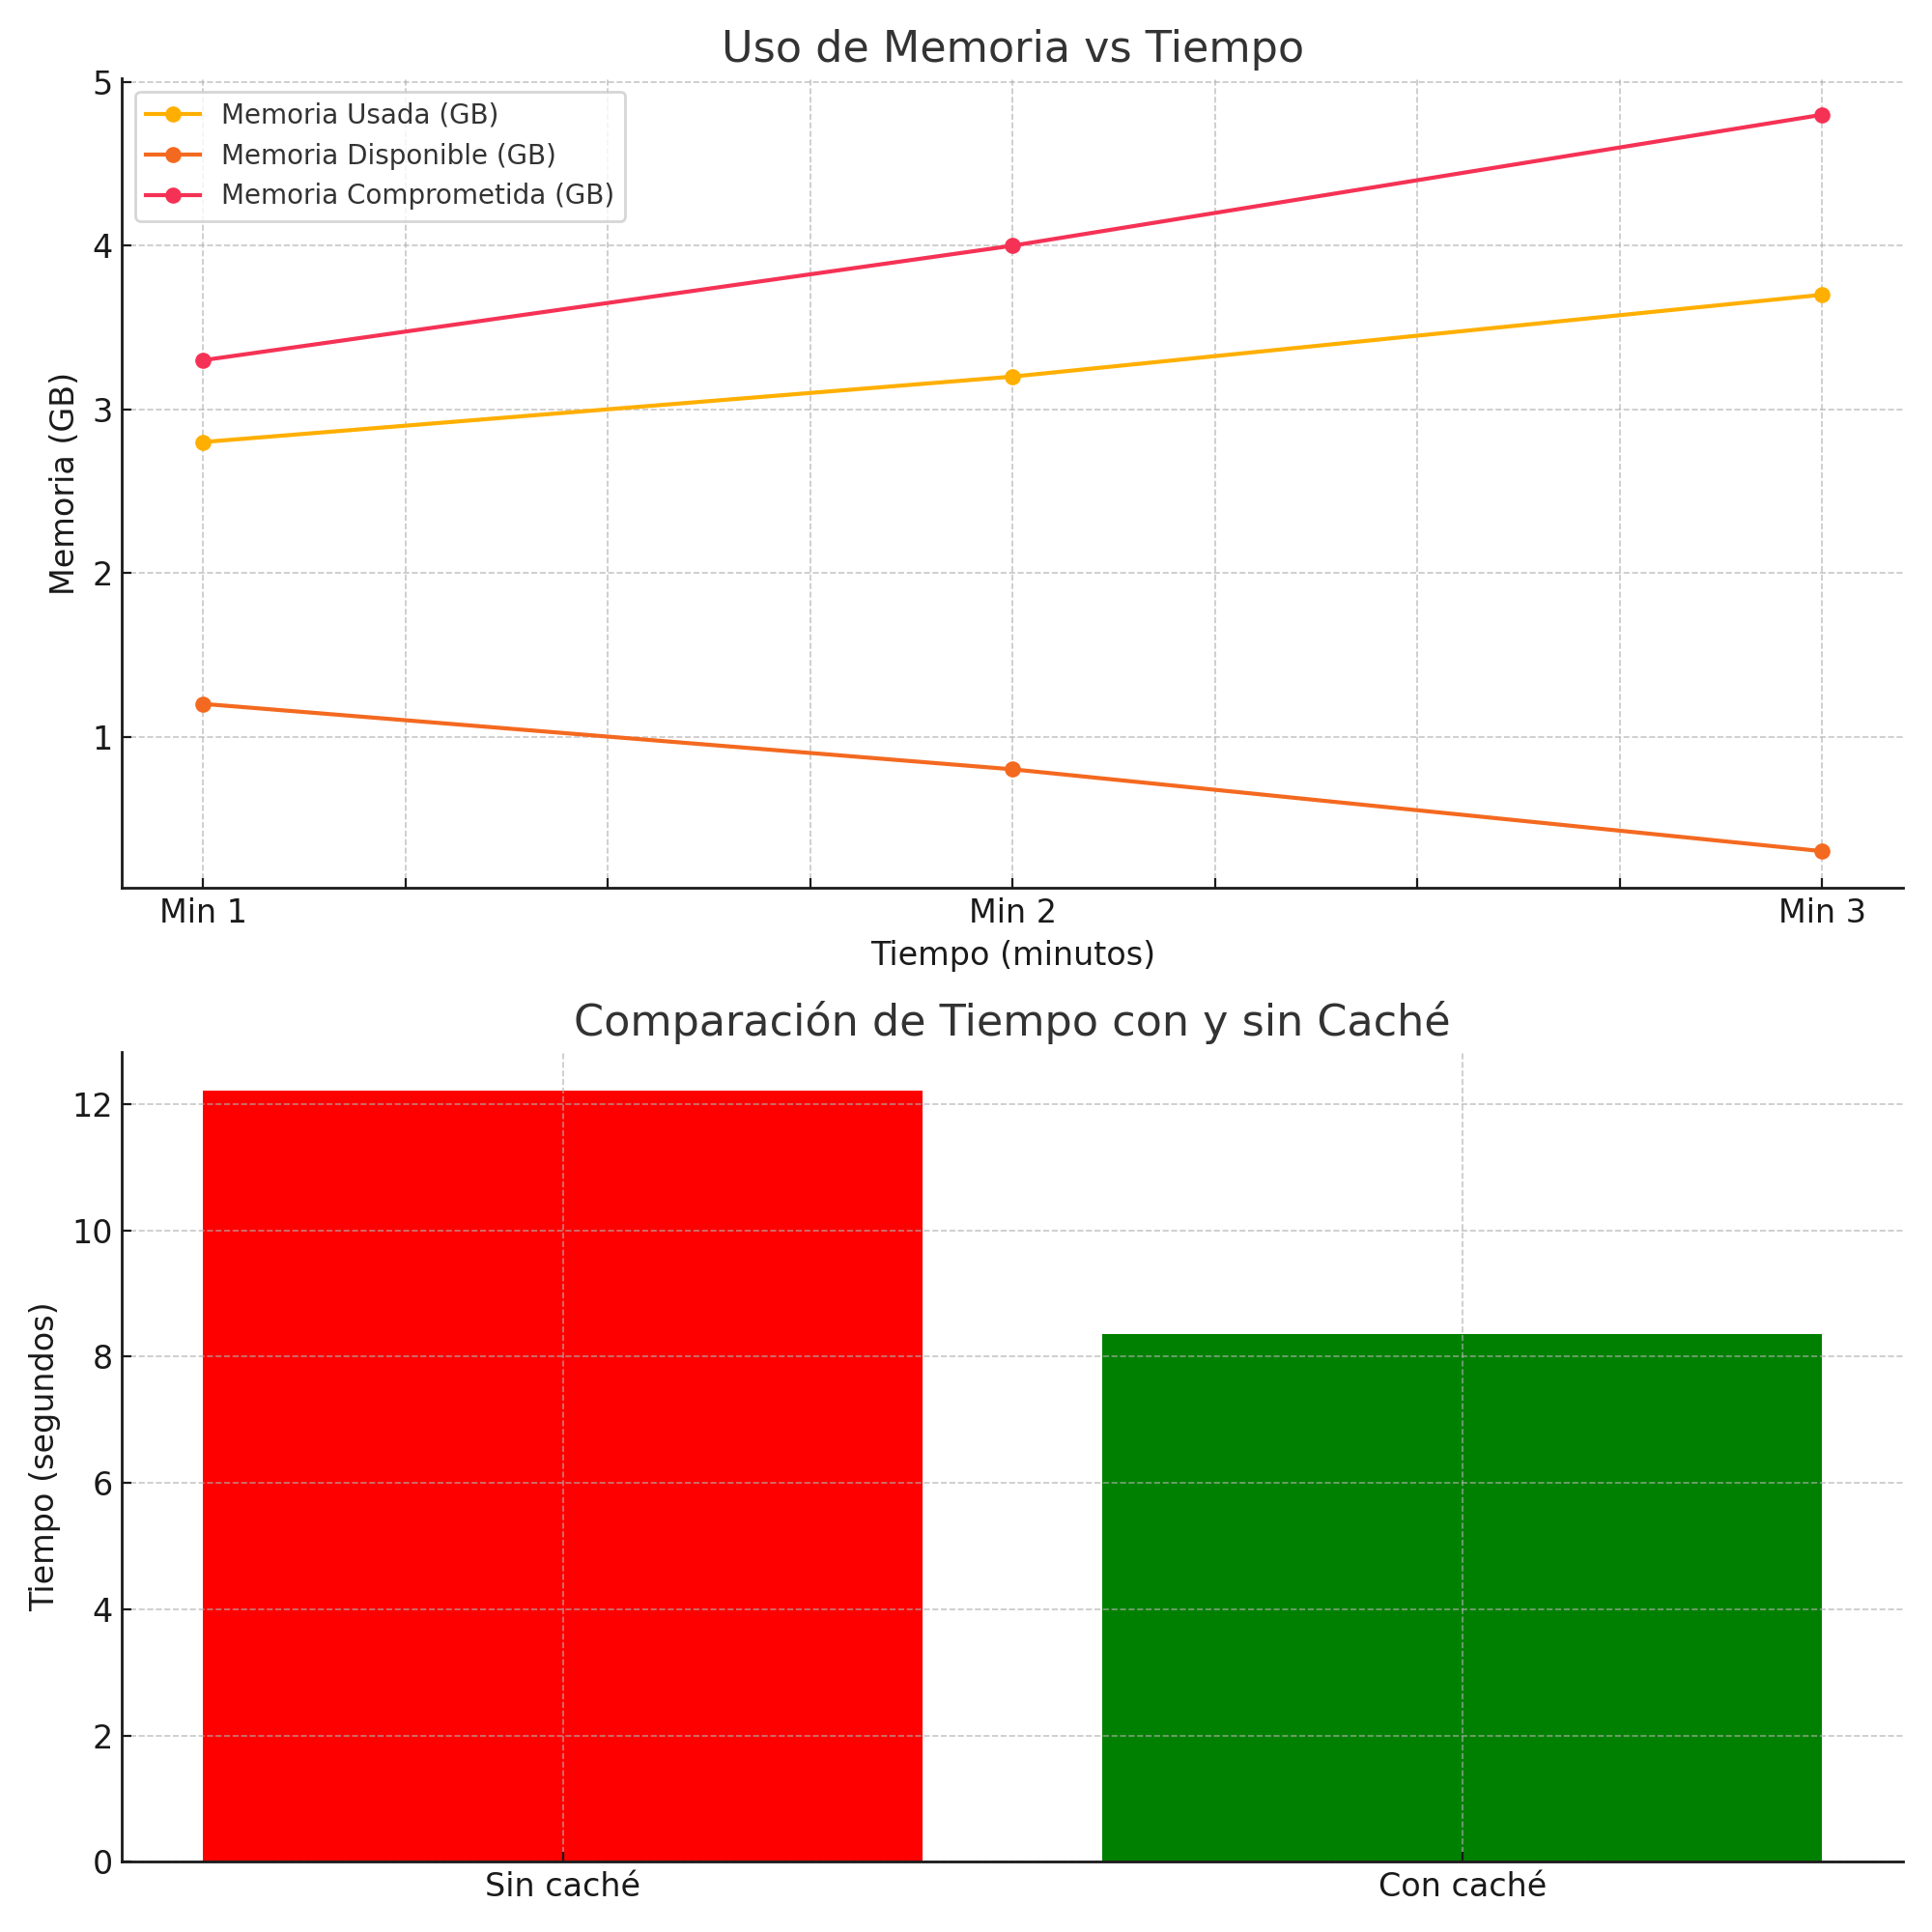 Uso de Memoria vs Tiempo
Memoria Usada (GB)
Memoria Disponible (GB)
Memoria Comprometida (GB)
Memoria (GB)
5
4
3
2
1
Min 1
Min 2
Min 3
Tiempo (minutos)
Comparación de Tiempo con y sin Caché
Tiempo (segundos)
12
10
8
6
4
2
0
Sin caché
Con caché